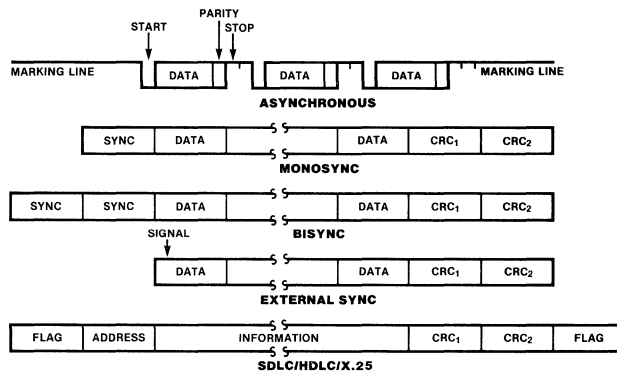 PARITY
START STOP
MARKING LINE DATA DATA DATA MARKING LINE
ASYNCHRONOUS
SYNC DATA DATA CRC₁ CRC₂
MONOSYNC
SYNC SYNC DATA DATA CRC₁ CRC₂
BISYNC
SIGNAL
DATA DATA CRC₁ CRC₂
EXTERNAL SYNC
FLAG ADDRESS INFORMATION CRC₁ CRC₂ FLAG
SDLC/HDLC/X.25